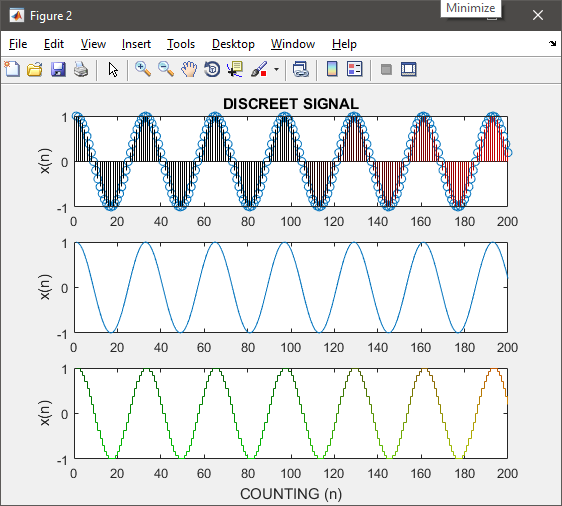 Minimize
Figure 2
File Edit View Insert Tools Desktop Window Help
DISCREET SIGNAL
1
0
-1
x(n)
0 20 40 60 80 100 120 140 160 180 200
1
0
-1
x(n)
0 20 40 60 80 100 120 140 160 180 200
1
0
-1
x(n)
0 20 40 60 80 100 120 140 160 180 200
COUNTING (n)